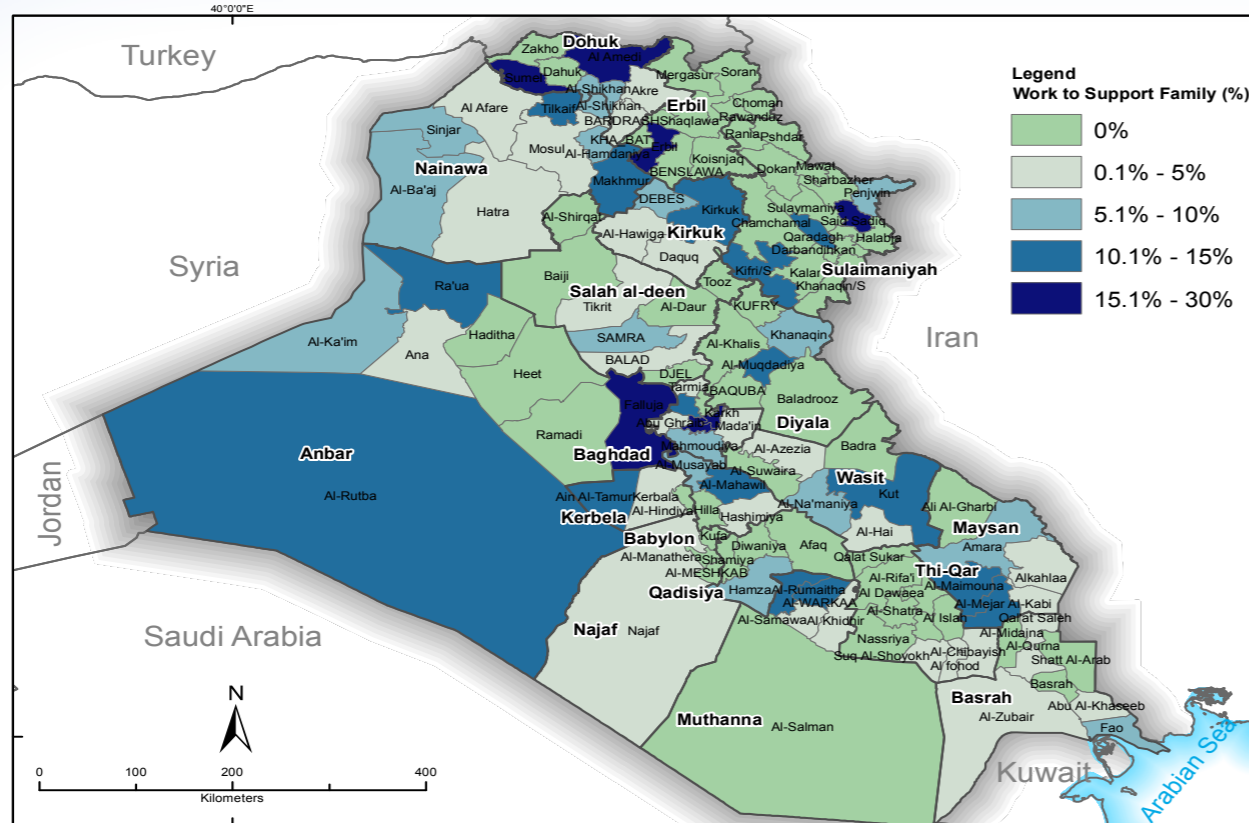 40°0'0"E
Turkey
Syria
Jordan
Saudi Arabia
Iran
Kuwait
Arabian Sea
Legend
Work to Support Family (%)
0%
0.1% - 5%
5.1% - 10%
10.1% - 15%
15.1% - 30%
Dohuk
Zakho
Al Amedi
Sumel
Dahuk
Mergasur
Soran
Al-Shikhan
Akre
Al Afare
Tilkaif
Al-Shikhan
Erbil
Choman
BARDRAS
SHShaqlawa
Rawanduz
Sinjar
Mosul
KHA_BAT
Erbil
Rania
Pshdar
Al-Hamdaniya
Koisnjaq
Nainawa
BENSLAWA
Dokan
Mawat
Makhmur
Sharbazher
Al-Ba'aj
DEBES
Penjwin
Hatra
Kirkuk
Sulaymaniya
Al-Shirqat
Chamchamal
Said Sadiq
Al-Hawiga
Kirkuk
Qaradagh
Halabja
Daquq
Darbandinkan
Kifri/S
Kalar
Sulaimaniyah
Baiji
Tooz
Khanaqin/S
Ra'ua
Salah al-deen
Tikrit
Al-Daur
KUFRY
Haditha
SAMRA
Khanaqin
Al-Ka'im
Ana
Al-Khalis
BALAD
Al-Muqdadiya
Heet
DJEL
Tarmia
BAQUBA
Baladrooz
Falluja
Karkh
Abu Ghraib
Mada'in
Diyala
Ramadi
Mahmoudiya
Badra
Anbar
Baghdad
Al-Azezia
Al-Musayab
Al-Suwaira
Wasit
Al-Rutba
Ain Al-Tamur
Kerbala
Al-Mahawil
Kut
Al-Hindiya
Hilla
Al-Na'maniya
Ali Al-Gharbi
Kerbela
Hashimiya
Maysan
Babylon
Kufa
Al-Hai
Diwaniya
Afaq
Amara
Al-Manathera
Shamiya
Qalat Sukar
Thi-Qar
Al-MESHKAB
Al-Rifa'i
Alkahlaa
Qadisiya
Hamza
Al-Rumaitha
Al Dawaea
Al-Maimouna
Al-WARKAA
Al-Shatra
Al-Mejar Al-Kabi
Al-Samawa
Al Khidhir
Al Islah
Qal'at Saleh
Najaf
Najaf
Nassriya
Al-Midajna
Suq Al-Shoyokh
Al-Chibayish
Al-Qurna
Al fohod
Shatt Al-Arab
Basrah
Basrah
Muthanna
Al-Salman
Abu Al-Khaseeb
Al-Zubair
Fao
N
0 200 400
Kilometers